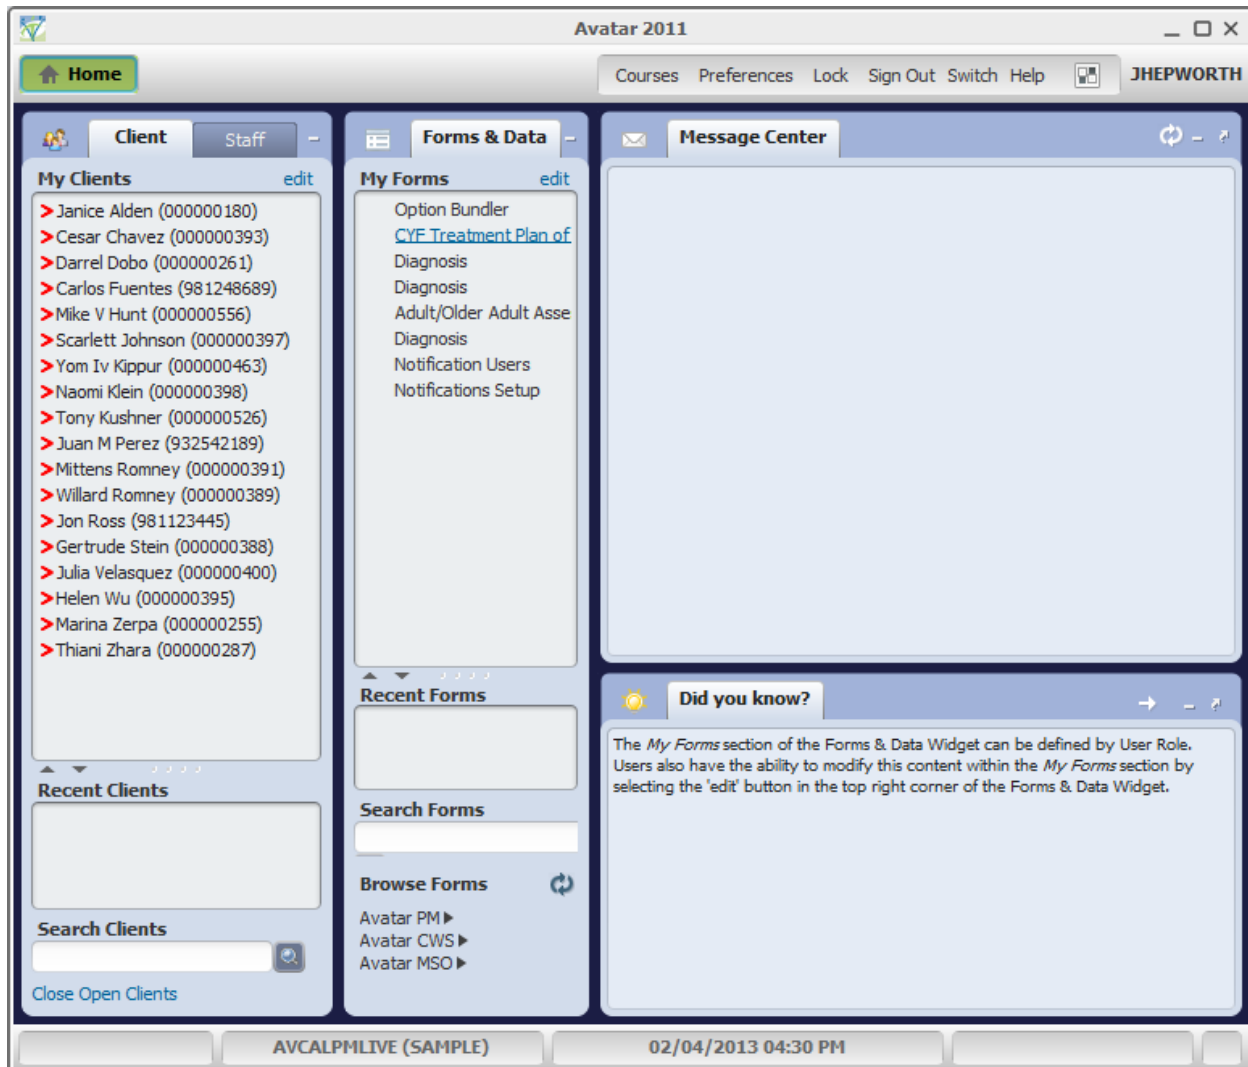 Avatar 2011
Home
Courses Preferences Lock Sign Out Switch Help JHEPWORTH
Client Staff
My Clients edit
Janice Alden (000000180)
Cesar Chavez (000000393)
Darrel Dobo (000000261)
Carlos Fuentes (981248689)
Mike V Hunt (000000556)
Scarlett Johnson (000000397)
Yom Iv Kippur (000000463)
Naomi Klein (000000398)
Tony Kushner (000000526)
Juan M Perez (932542189)
Mittens Romney (000000391)
Willard Romney (000000389)
Jon Ross (981123445)
Gertrude Stein (000000388)
Julia Velasquez (000000400)
Helen Wu (000000395)
Marina Zerpa (000000255)
Thiani Zhara (000000287)
Recent Clients
Search Clients
Close Open Clients
Forms & Data
My Forms edit
Option Bundler
CYF Treatment Plan of
Diagnosis
Diagnosis
Adult/Older Adult Asse
Diagnosis
Notification Users
Notifications Setup
Recent Forms
Search Forms
Browse Forms
Avatar PM
Avatar CWS
Avatar MSO
Message Center
Did you know?
The My Forms section of the Forms & Data Widget can be defined by User Role.
Users also have the ability to modify this content within the My Forms section by
selecting the 'edit' button in the top right corner of the Forms & Data Widget.
AVCALPMLIVE (SAMPLE) 02/04/2013 04:30 PM